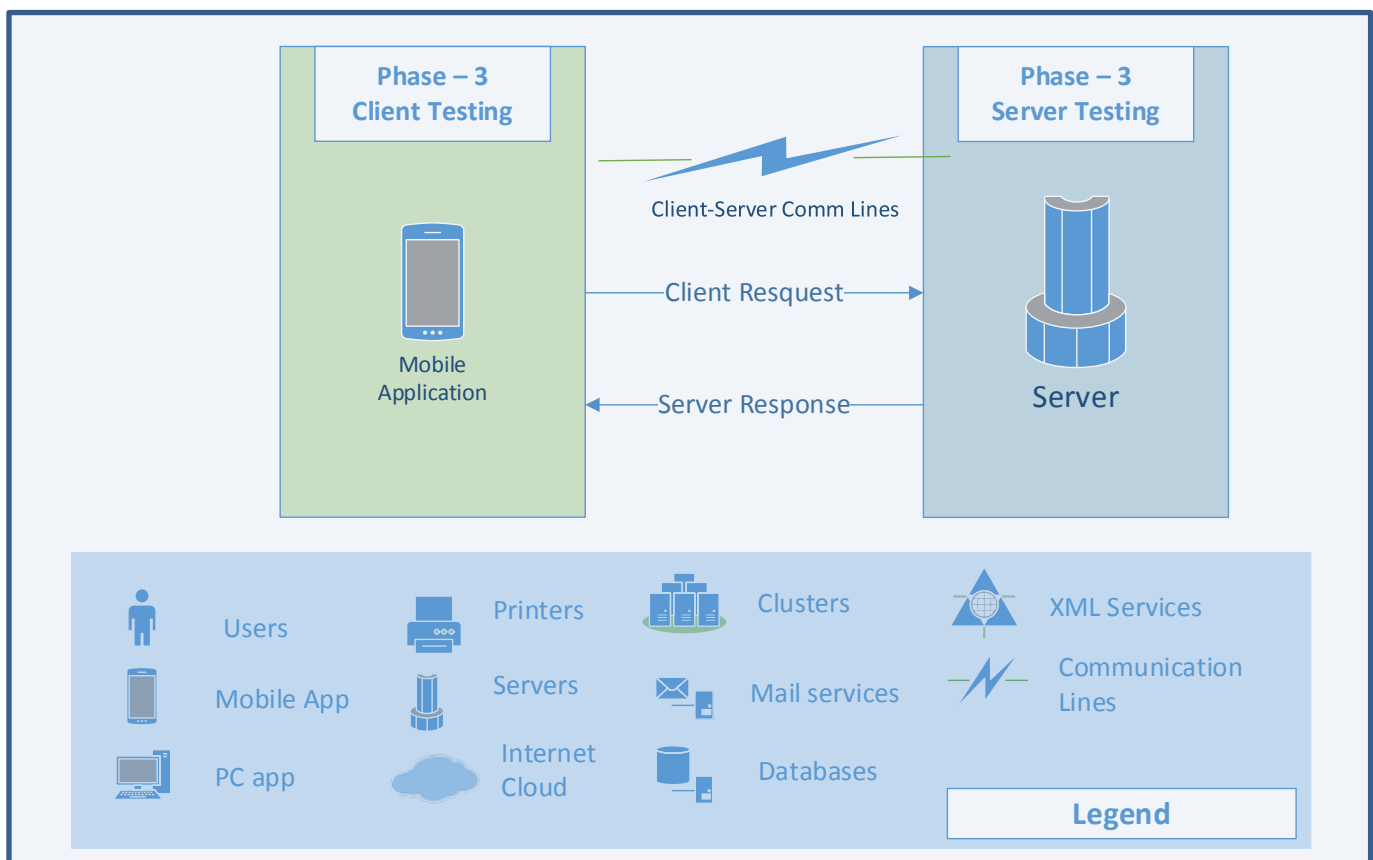 Phase – 3
Client Testing
Phase – 3
Server Testing
Client-Server Comm Lines
Client Resquest
Mobile
Application
Server Response
Server
Users
Printers
Clusters
XML Services
Mobile App
Servers
Mail services
Communication
Lines
PC app
Internet
Cloud
Databases
Legend